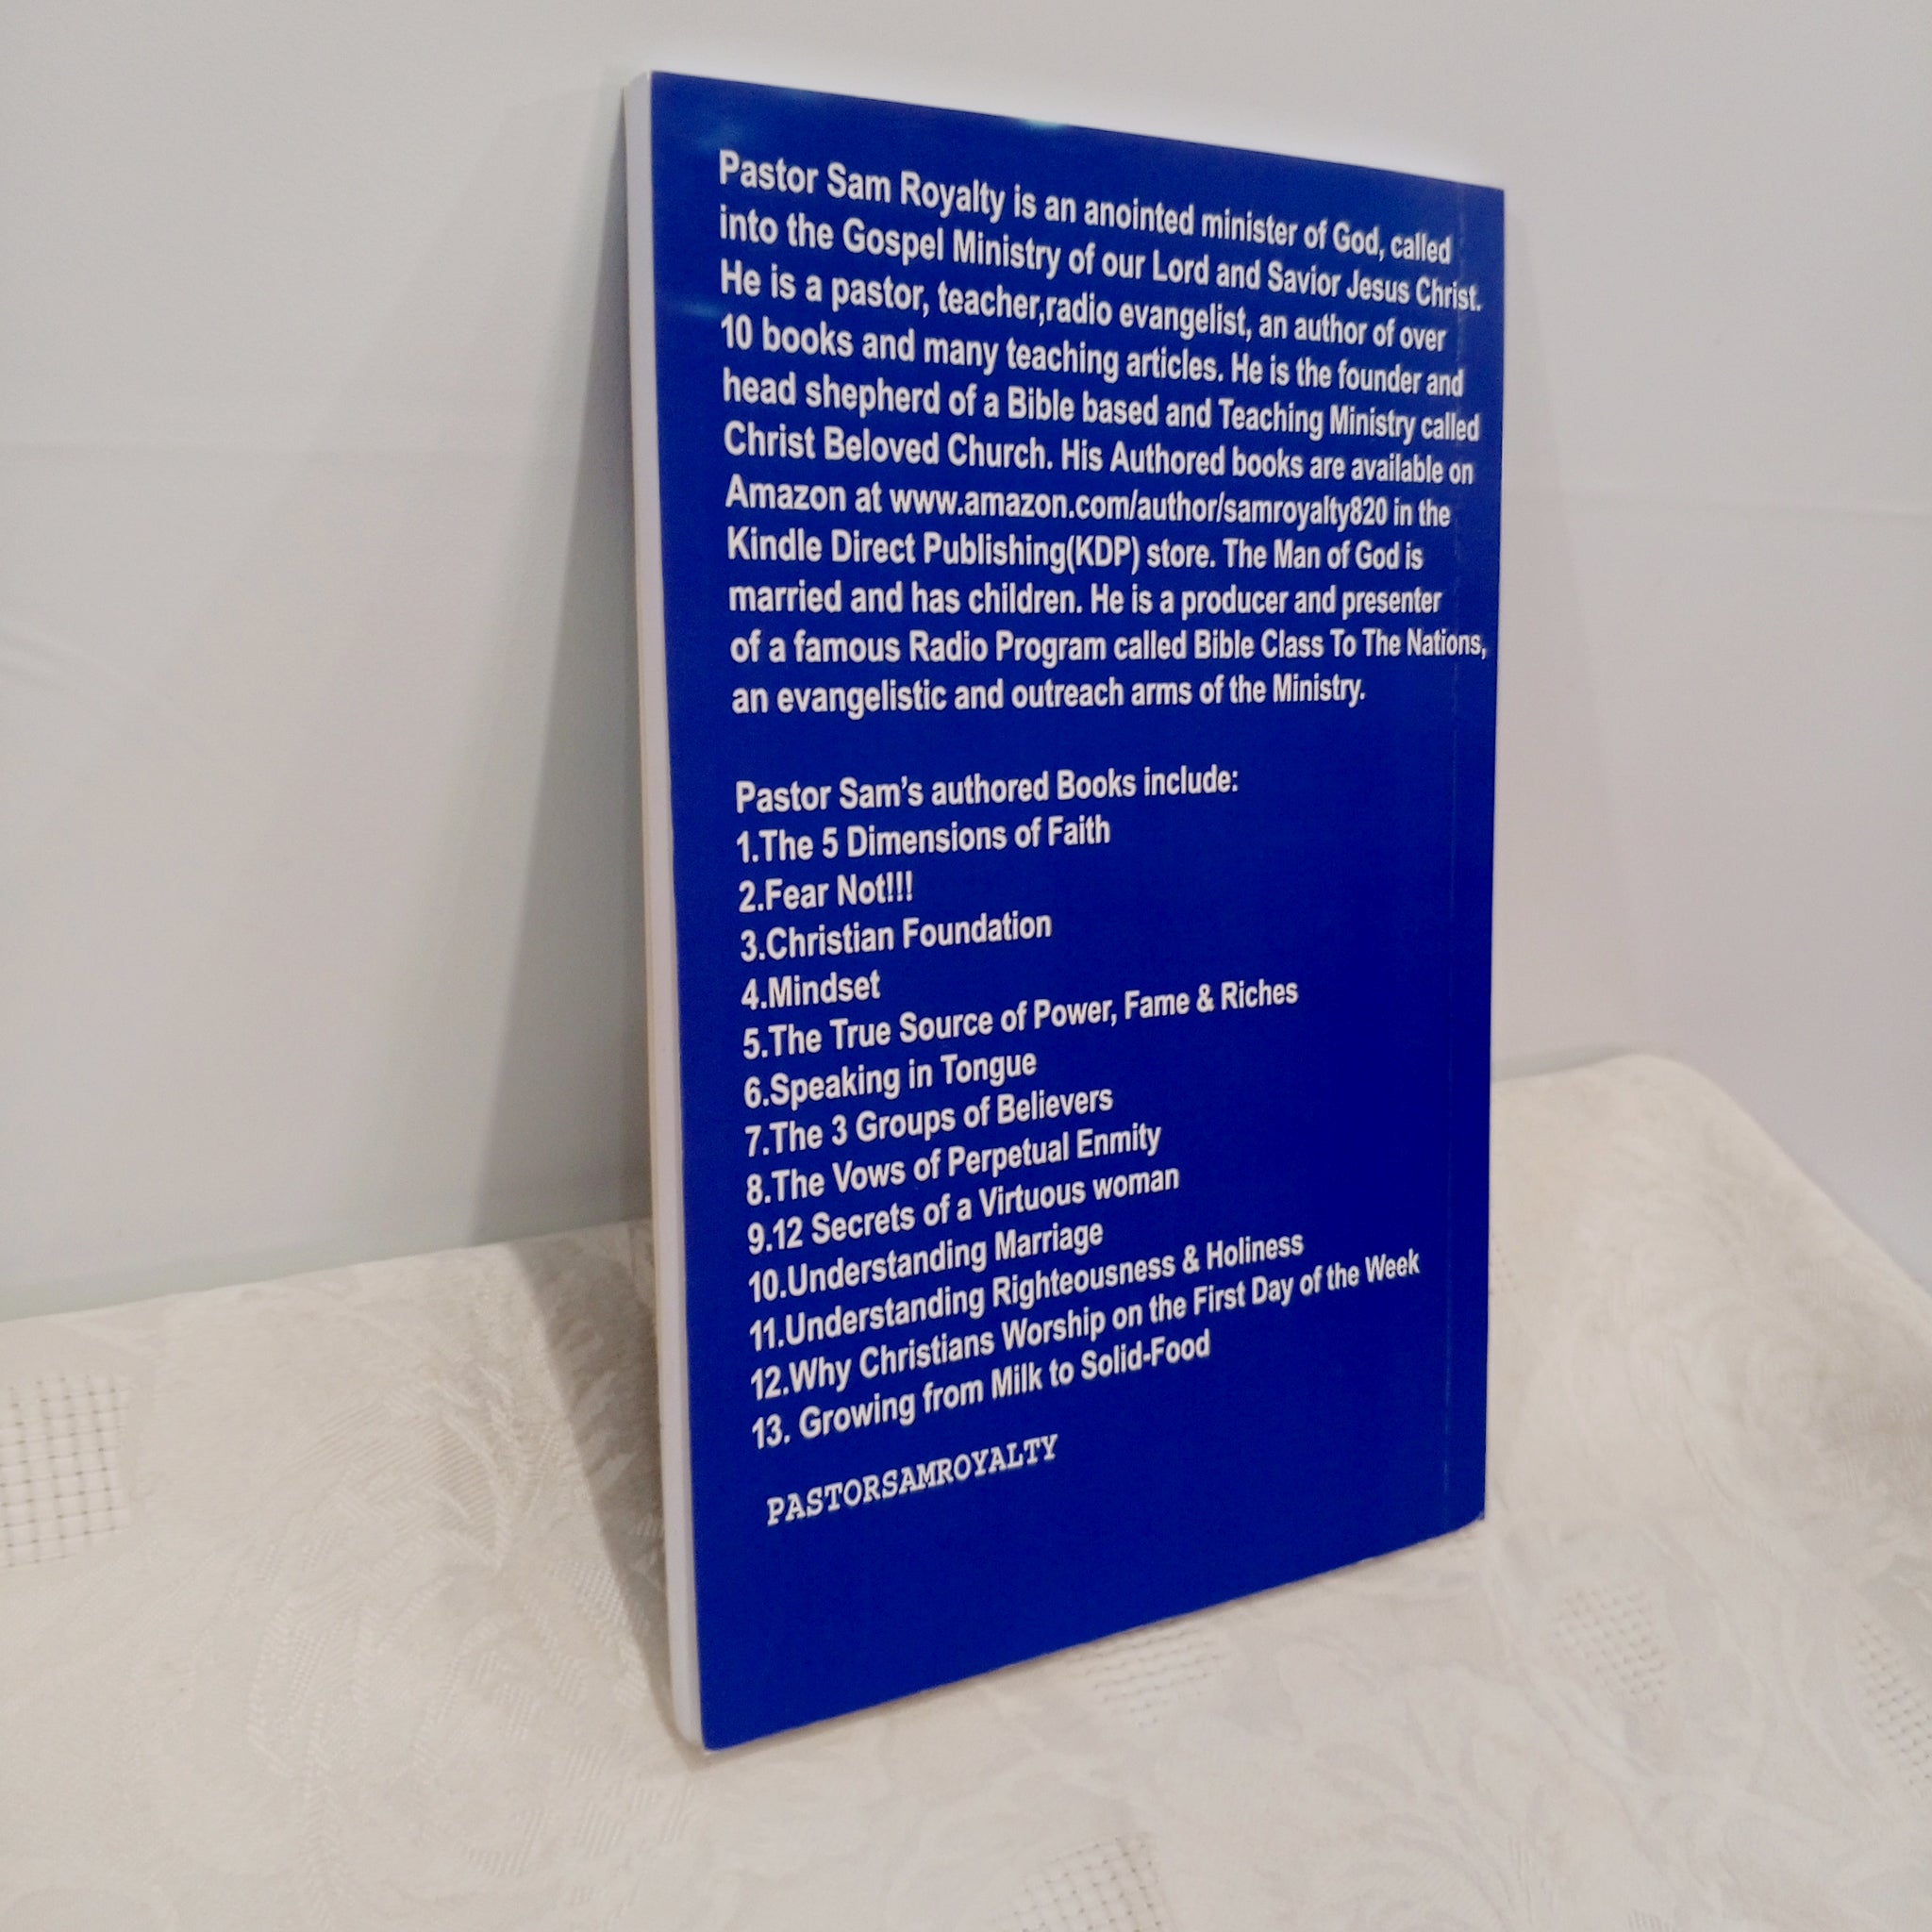 Pastor Sam Royalty is an anointed minister of God, called
into the Gospel Ministry of our Lord and Savior Jesus Christ.
He is a pastor, teacher,radio evangelist, an author of over
10 books and many teaching articles. He is the founder and
head shepherd of a Bible based and Teaching Ministry called
Christ Beloved Church. His Authored books are available on
Amazon at www.amazon.com/author/samroyalty820 in the
Kindle Direct Publishing(KDP) store. The Man of God is
married and has children. He is a producer and presenter
of a famous Radio Program called Bible Class To The Nations,
an evangelistic and outreach arms of the Ministry.
Pastor Sam’s authored Books include:
1.The 5 Dimensions of Faith
2.Fear Not!!!
3.Christian Foundation
4.Mindset
5.The True Source of Power, Fame & Riches
6.Speaking in Tongue
7.The 3 Groups of Believers
8.The Vows of Perpetual Enmity
9.12 Secrets of a Virtuous woman
10.Understanding Marriage
11.Understanding Righteousness & Holiness
12.Why Christians Worship on the First Day of the Week
13. Growing from Milk to Solid-Food
PASTORSAMROYALTY